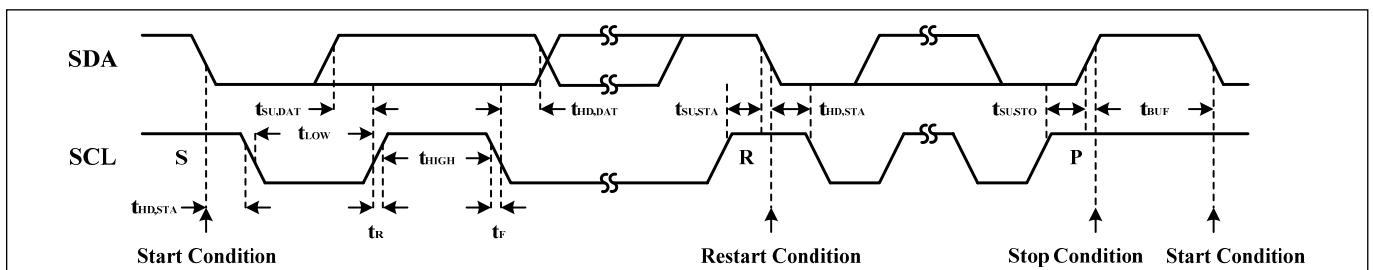 SDA
tSU,DAT
tHD,DAT
tSU,STA
tHD,STA
tSU,STO
tBUF
tLOW
SCL
S
tHIGH
R
P
tHD,STA
tR
tF
Start Condition
Restart Condition
Stop Condition
Start Condition